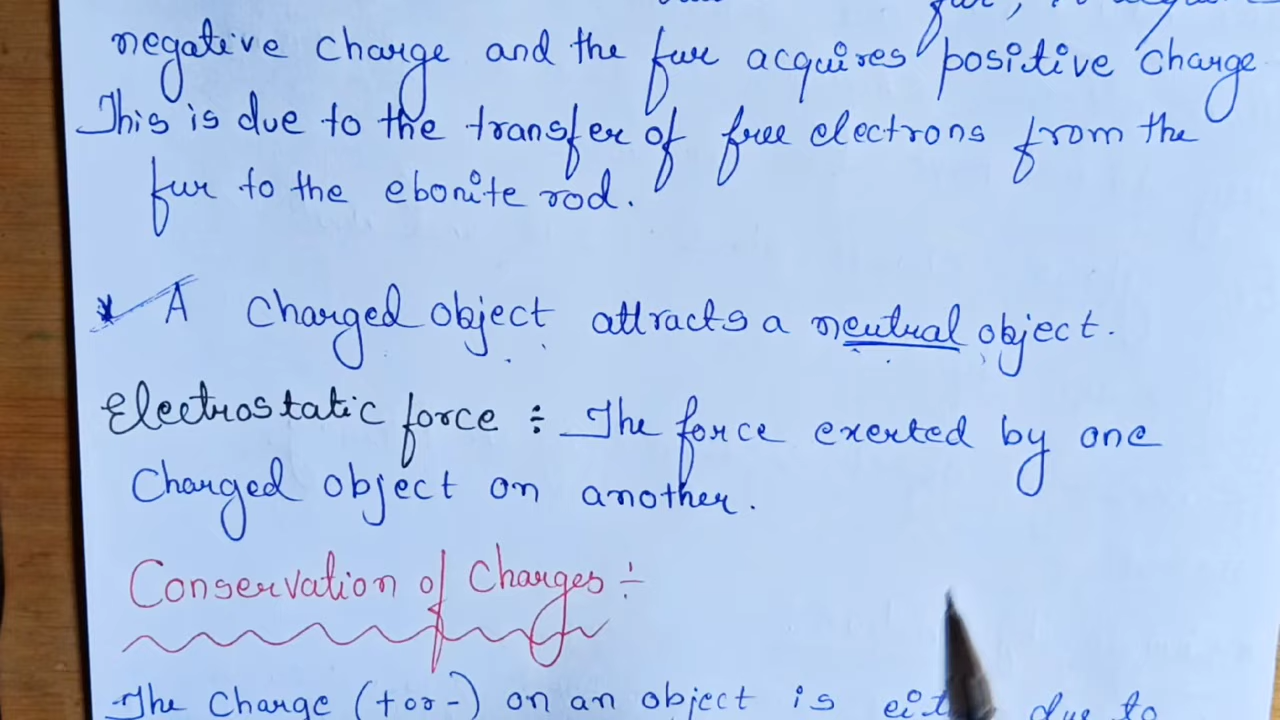 negative charge and the fur acquires positive charge
This is due to the transfer of free electrons from the
fur to the ebonite rod.
* A charged object attracts a neutral object.
Electrostatic force ÷ The force exerted by one
Charged object on another.
Conservation of Charges ÷
The Charge (+ or -) on an object is due to